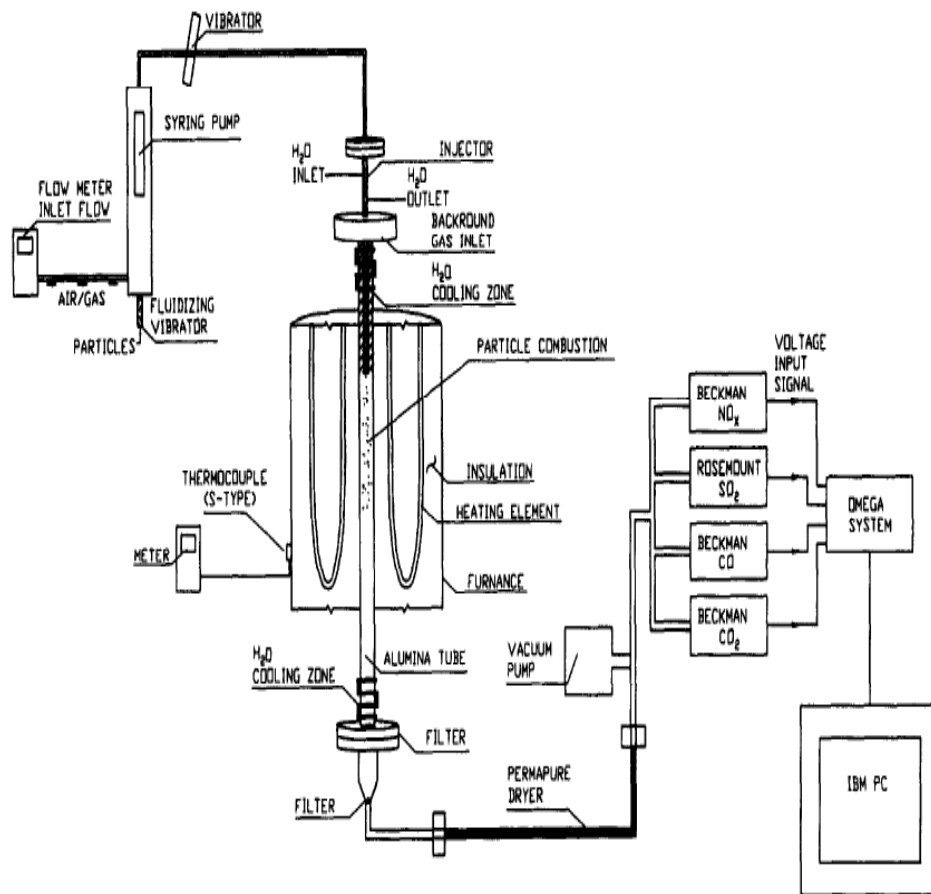 VIBRATOR
SYRING PUMP
H2O
INLET
INJECTOR
H2O
OUTLET
FLOW METER
INLET FLOW
BACKROUND
GAS INLET
H2O
COOLING ZONE
AIR/GAS
FLUIDIZING
VIBRATOR
PARTICLES
PARTICLE COMBUSTION
VOLTAGE
INPUT
SIGNAL
BECKMAN
NOx
ROSEMOUNT
SO2
BECKMAN
CO
BECKMAN
CO2
OMEGA
SYSTEM
THERMOCOUPLE
(S-TYPE)
INSULATION
HEATING ELEMENT
METER
FURNANCE
H2O
COOLING ZONE
ALUMINA TUBE
VACUUM
PUMP
FILTER
FILTER
PERMAPURE
DRYER
IBM PC